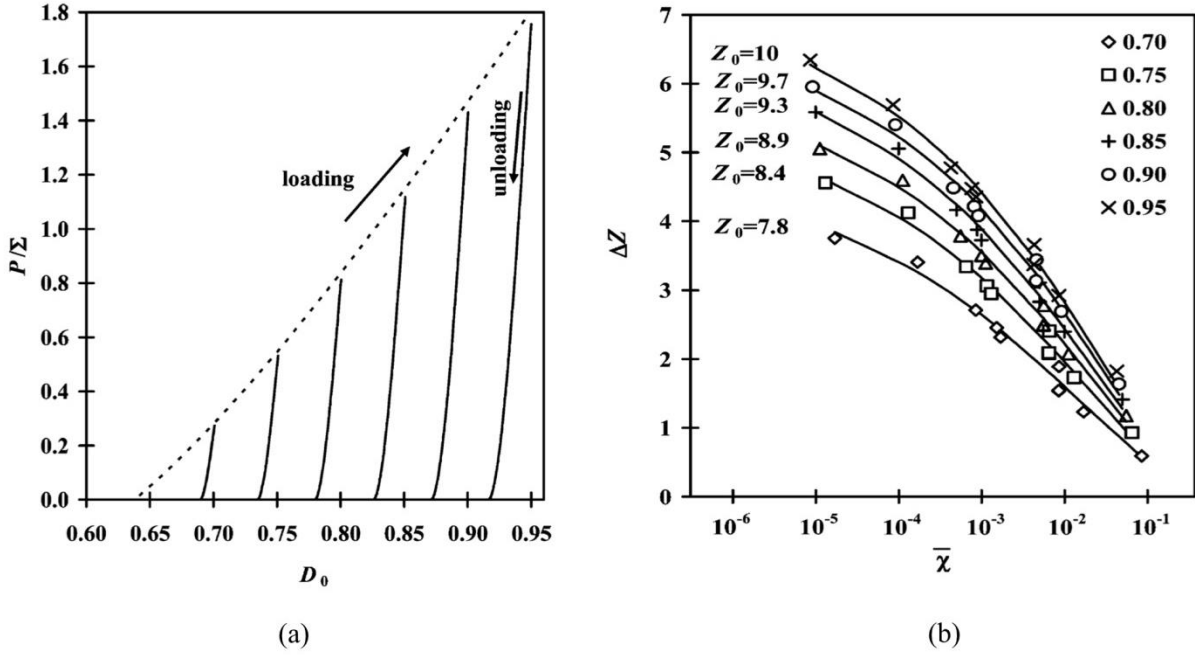 1.8
1.6
1.4
1.2
1.0
0.8
0.6
0.4
0.2
0.0
P/Σ
loading
unloading
0.60 0.65 0.70 0.75 0.80 0.85 0.90 0.95
D₀
(a)
7
6
5
4
3
2
1
0
ΔZ
Z₀=10
Z₀=9.7
Z₀=9.3
Z₀=8.9
Z₀=8.4
Z₀=7.8
0.70
0.75
0.80
0.85
0.90
0.95
10⁻⁶ 10⁻⁵ 10⁻⁴ 10⁻³ 10⁻² 10⁻¹
χ̅
(b)